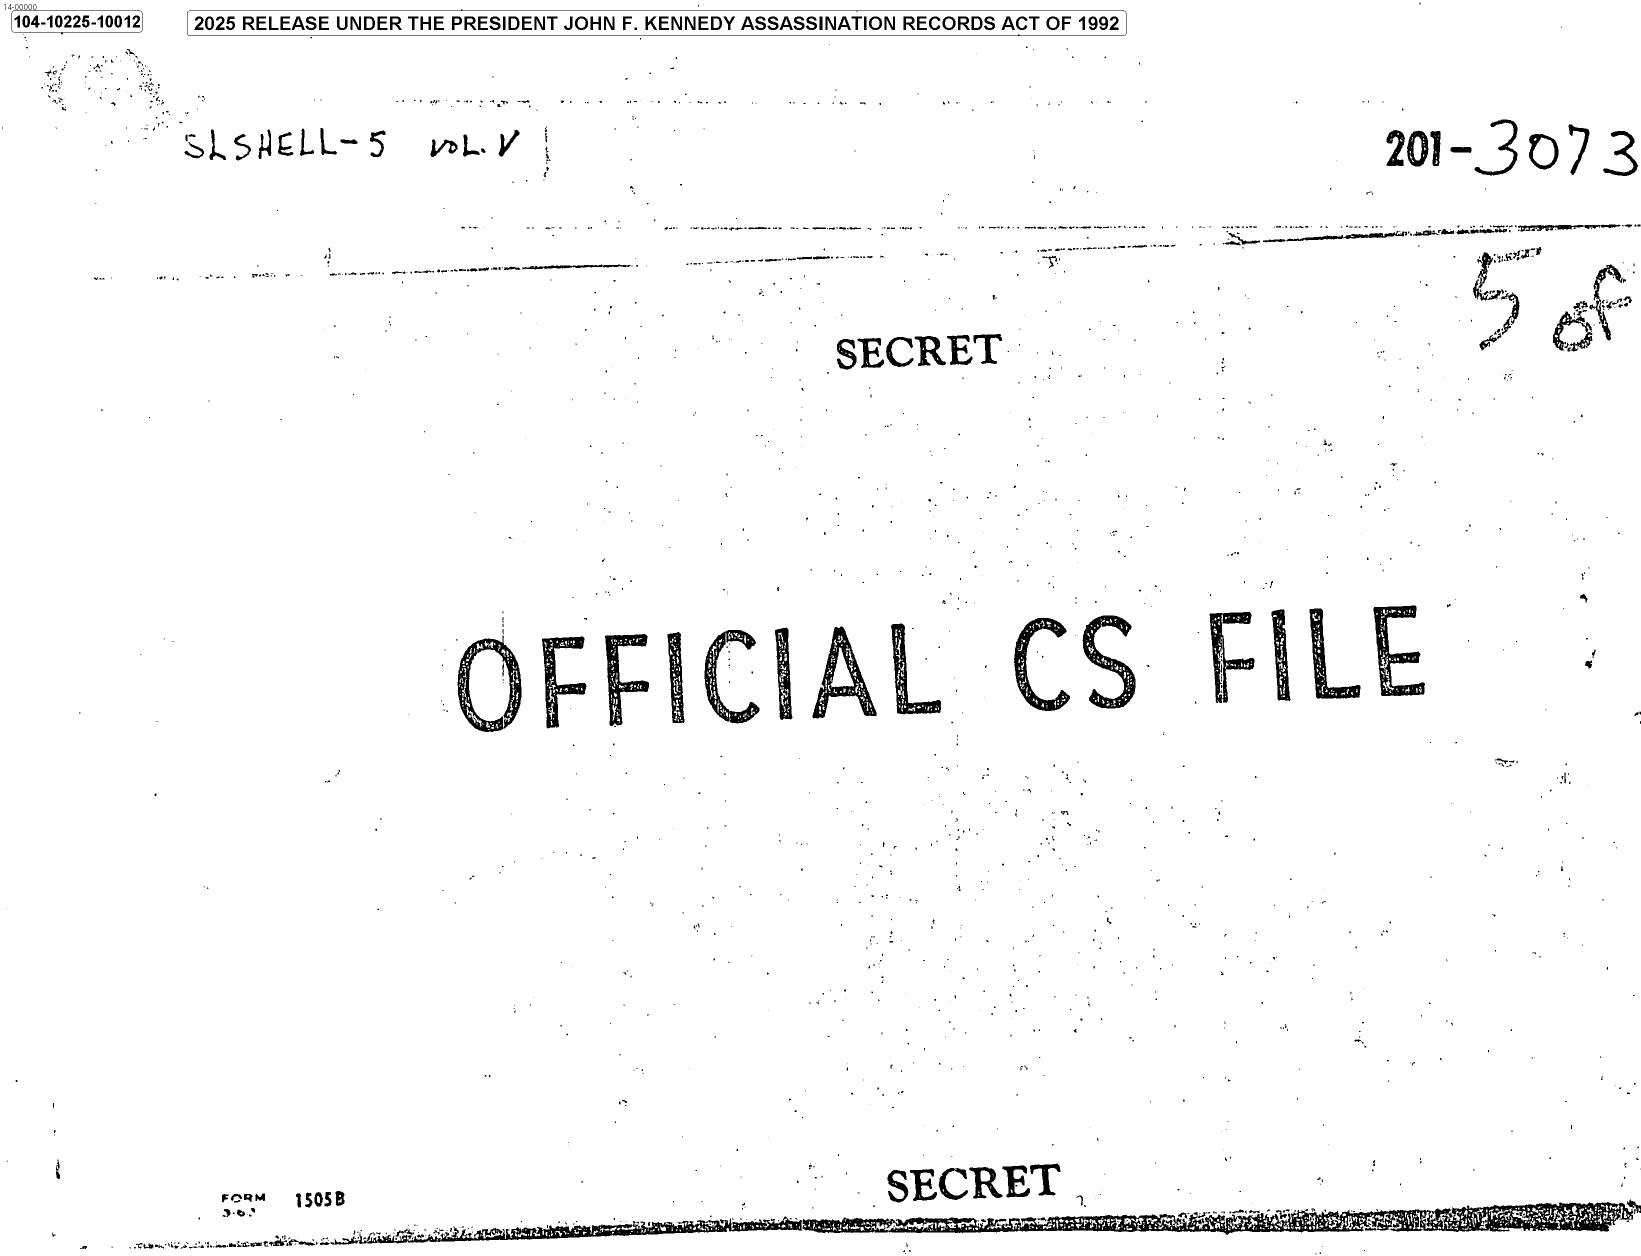 14-00000
104-10225-10012
2025 RELEASE UNDER THE PRESIDENT JOHN F. KENNEDY ASSASSINATION RECORDS ACT OF 1992
SLSHELL-5 VOL. V
201-3073
5 of
SECRET
OFFICIAL CS FILE
SECRET
FORM 1505B